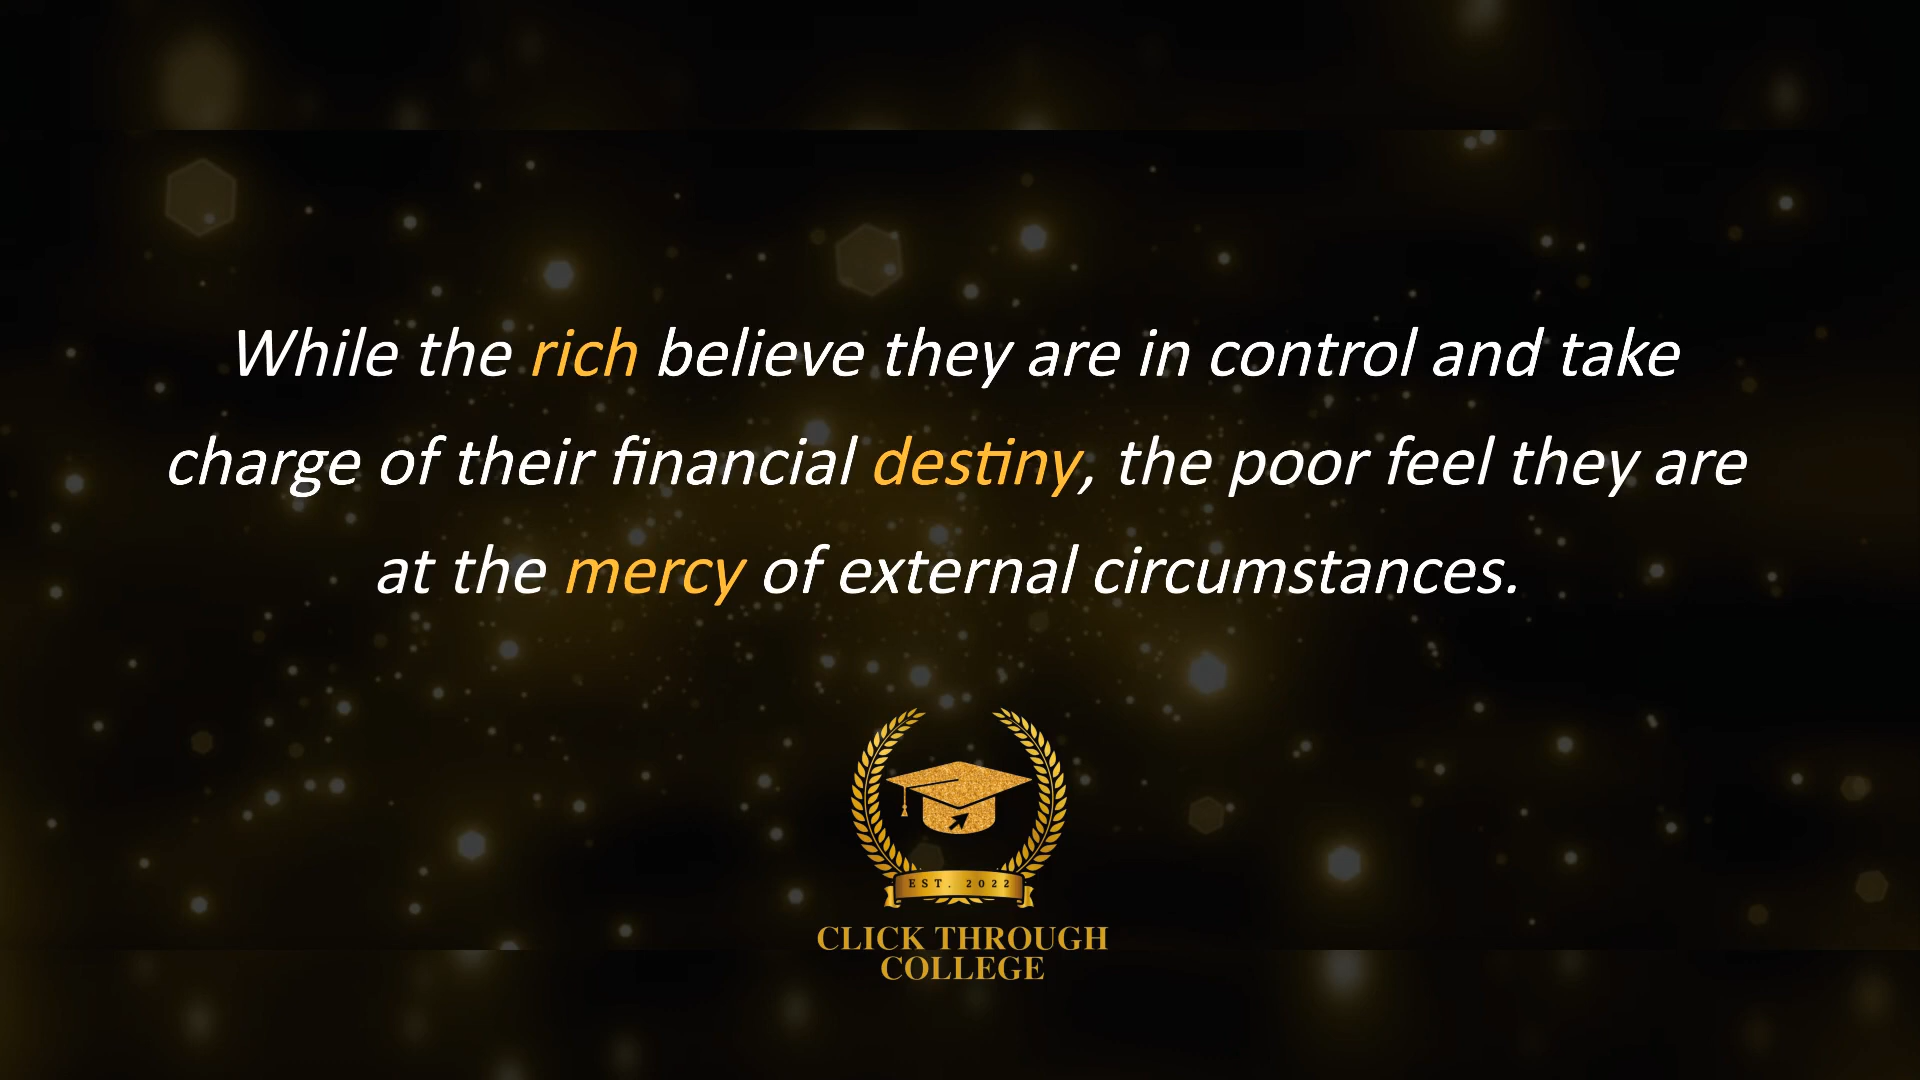 While the rich believe they are in control and take
charge of their financial destiny, the poor feel they are
at the mercy of external circumstances.
EST. 2022
CLICK THROUGH
COLLEGE